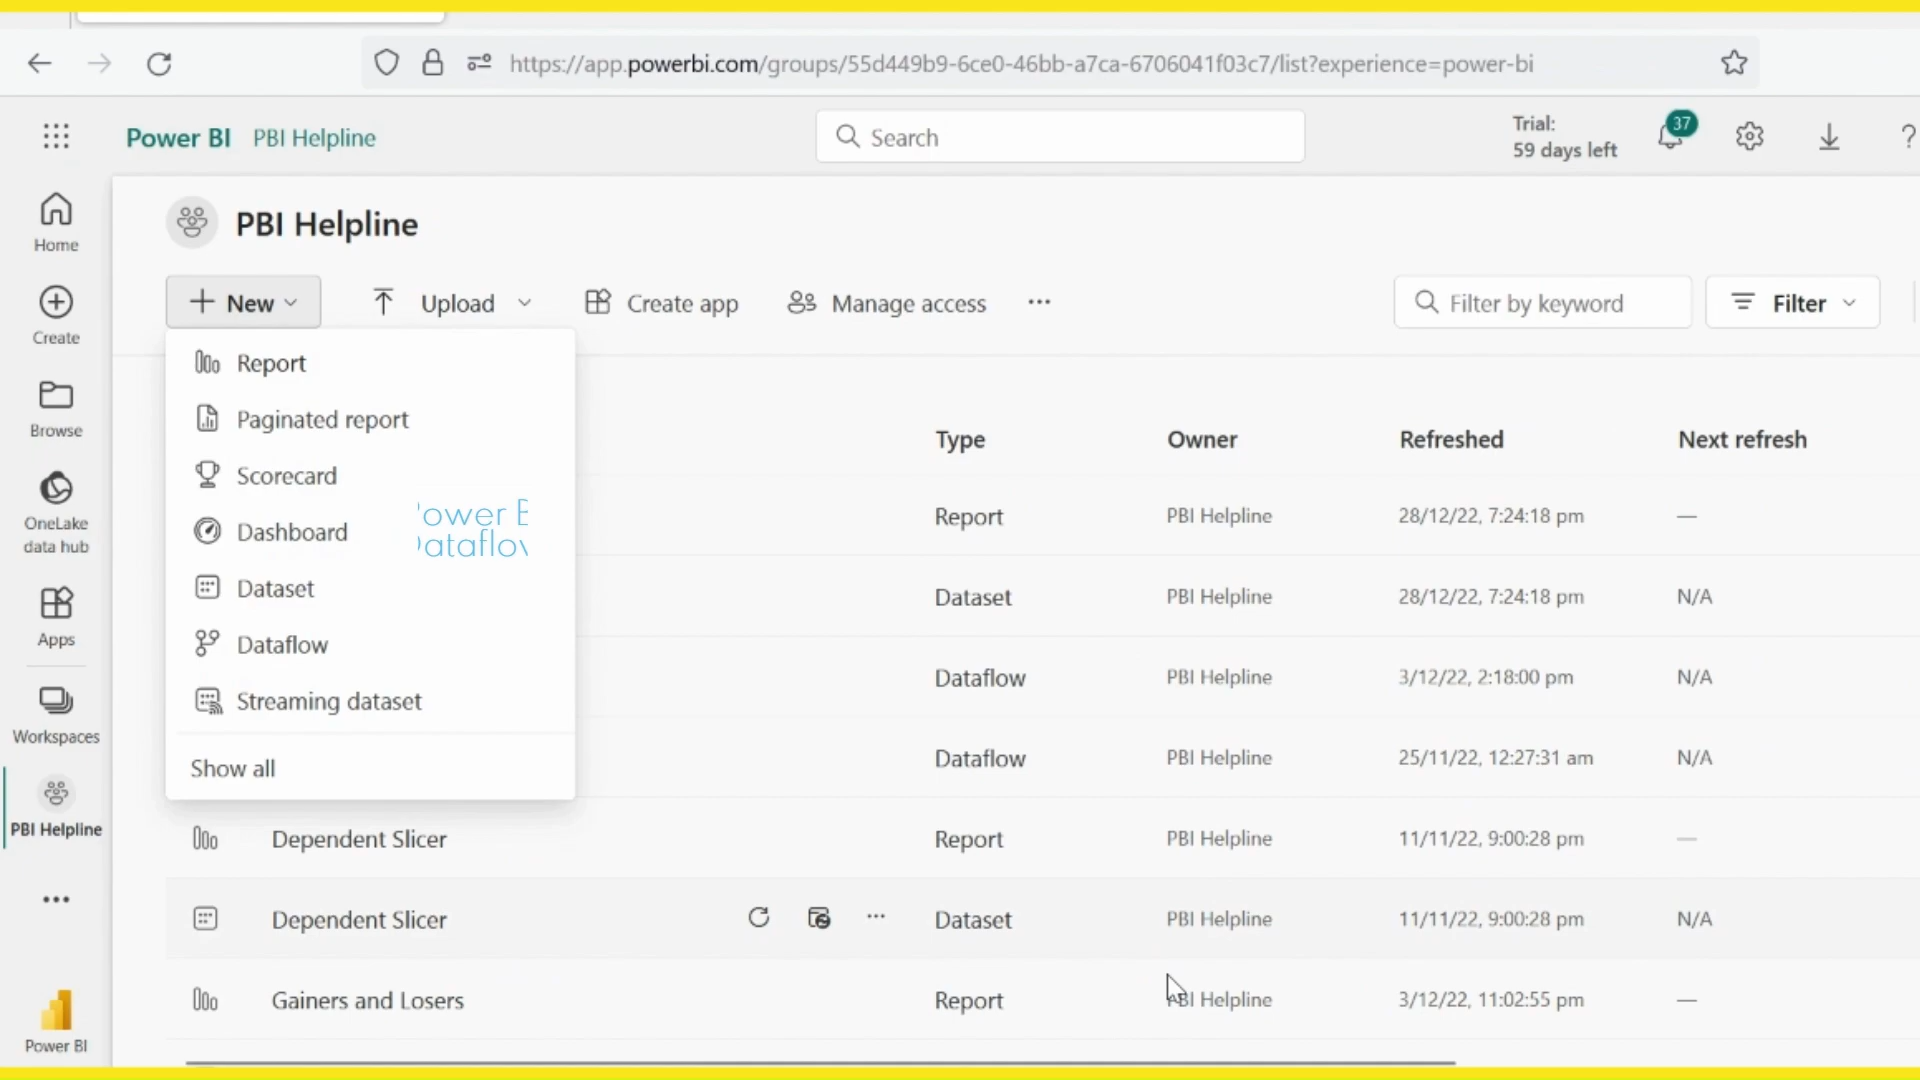 https://app.powerbi.com/groups/55d449b9-6ce0-46bb-a7ca-6706041f03c7/list?experience=power-bi
Power BI PBI Helpline
Search
Trial:
59 days left
37
?
Home
Create
Browse
OneLake
data hub
Apps
Workspaces
PBI Helpline
Power BI
PBI Helpline
New
Upload
Create app
Manage access
Filter by keyword
Filter
Report
Paginated report
Scorecard
Dashboard
Dataset
Dataflow
Streaming dataset
Show all
Power B
Dataflow
Type Owner Refreshed Next refresh
Report PBI Helpline 28/12/22, 7:24:18 pm —
Dataset PBI Helpline 28/12/22, 7:24:18 pm N/A
Dataflow PBI Helpline 3/12/22, 2:18:00 pm N/A
Dataflow PBI Helpline 25/11/22, 12:27:31 am N/A
Dependent Slicer Report PBI Helpline 11/11/22, 9:00:28 pm —
Dependent Slicer Dataset PBI Helpline 11/11/22, 9:00:28 pm N/A
Gainers and Losers Report PBI Helpline 3/12/22, 11:02:55 pm —